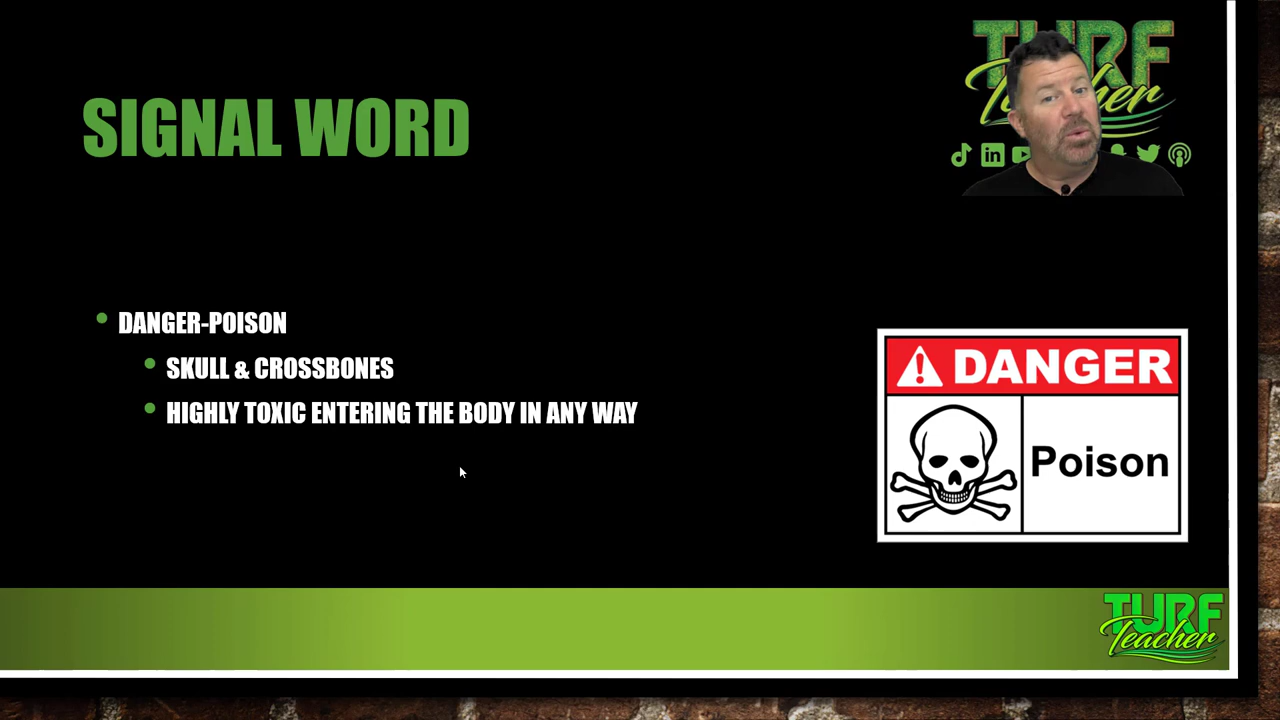 TURF
Teacher
SIGNAL WORD
DANGER-POISON
SKULL & CROSSBONES
HIGHLY TOXIC ENTERING THE BODY IN ANY WAY
DANGER
Poison
TURF
Teacher